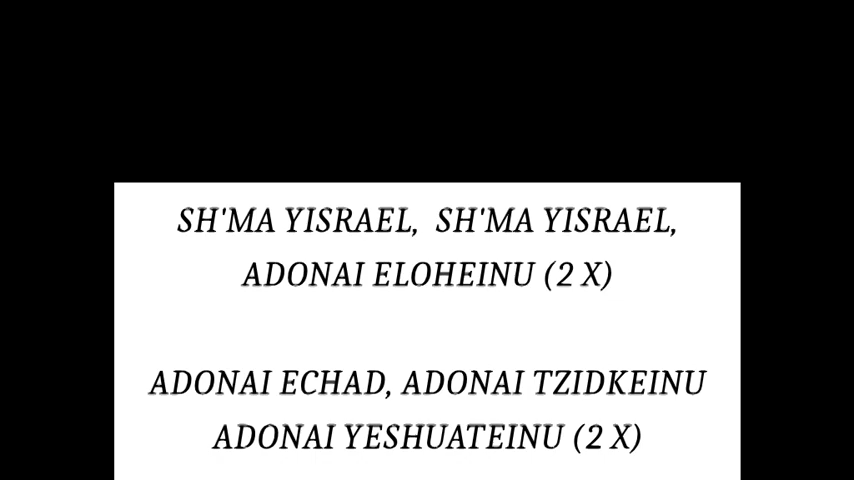 SH'MA YISRAEL, SH'MA YISRAEL,
ADONAI ELOHEINU (2 X)
ADONAI ECHAD, ADONAI TZIDKEINU
ADONAI YESHUATEINU (2 X)